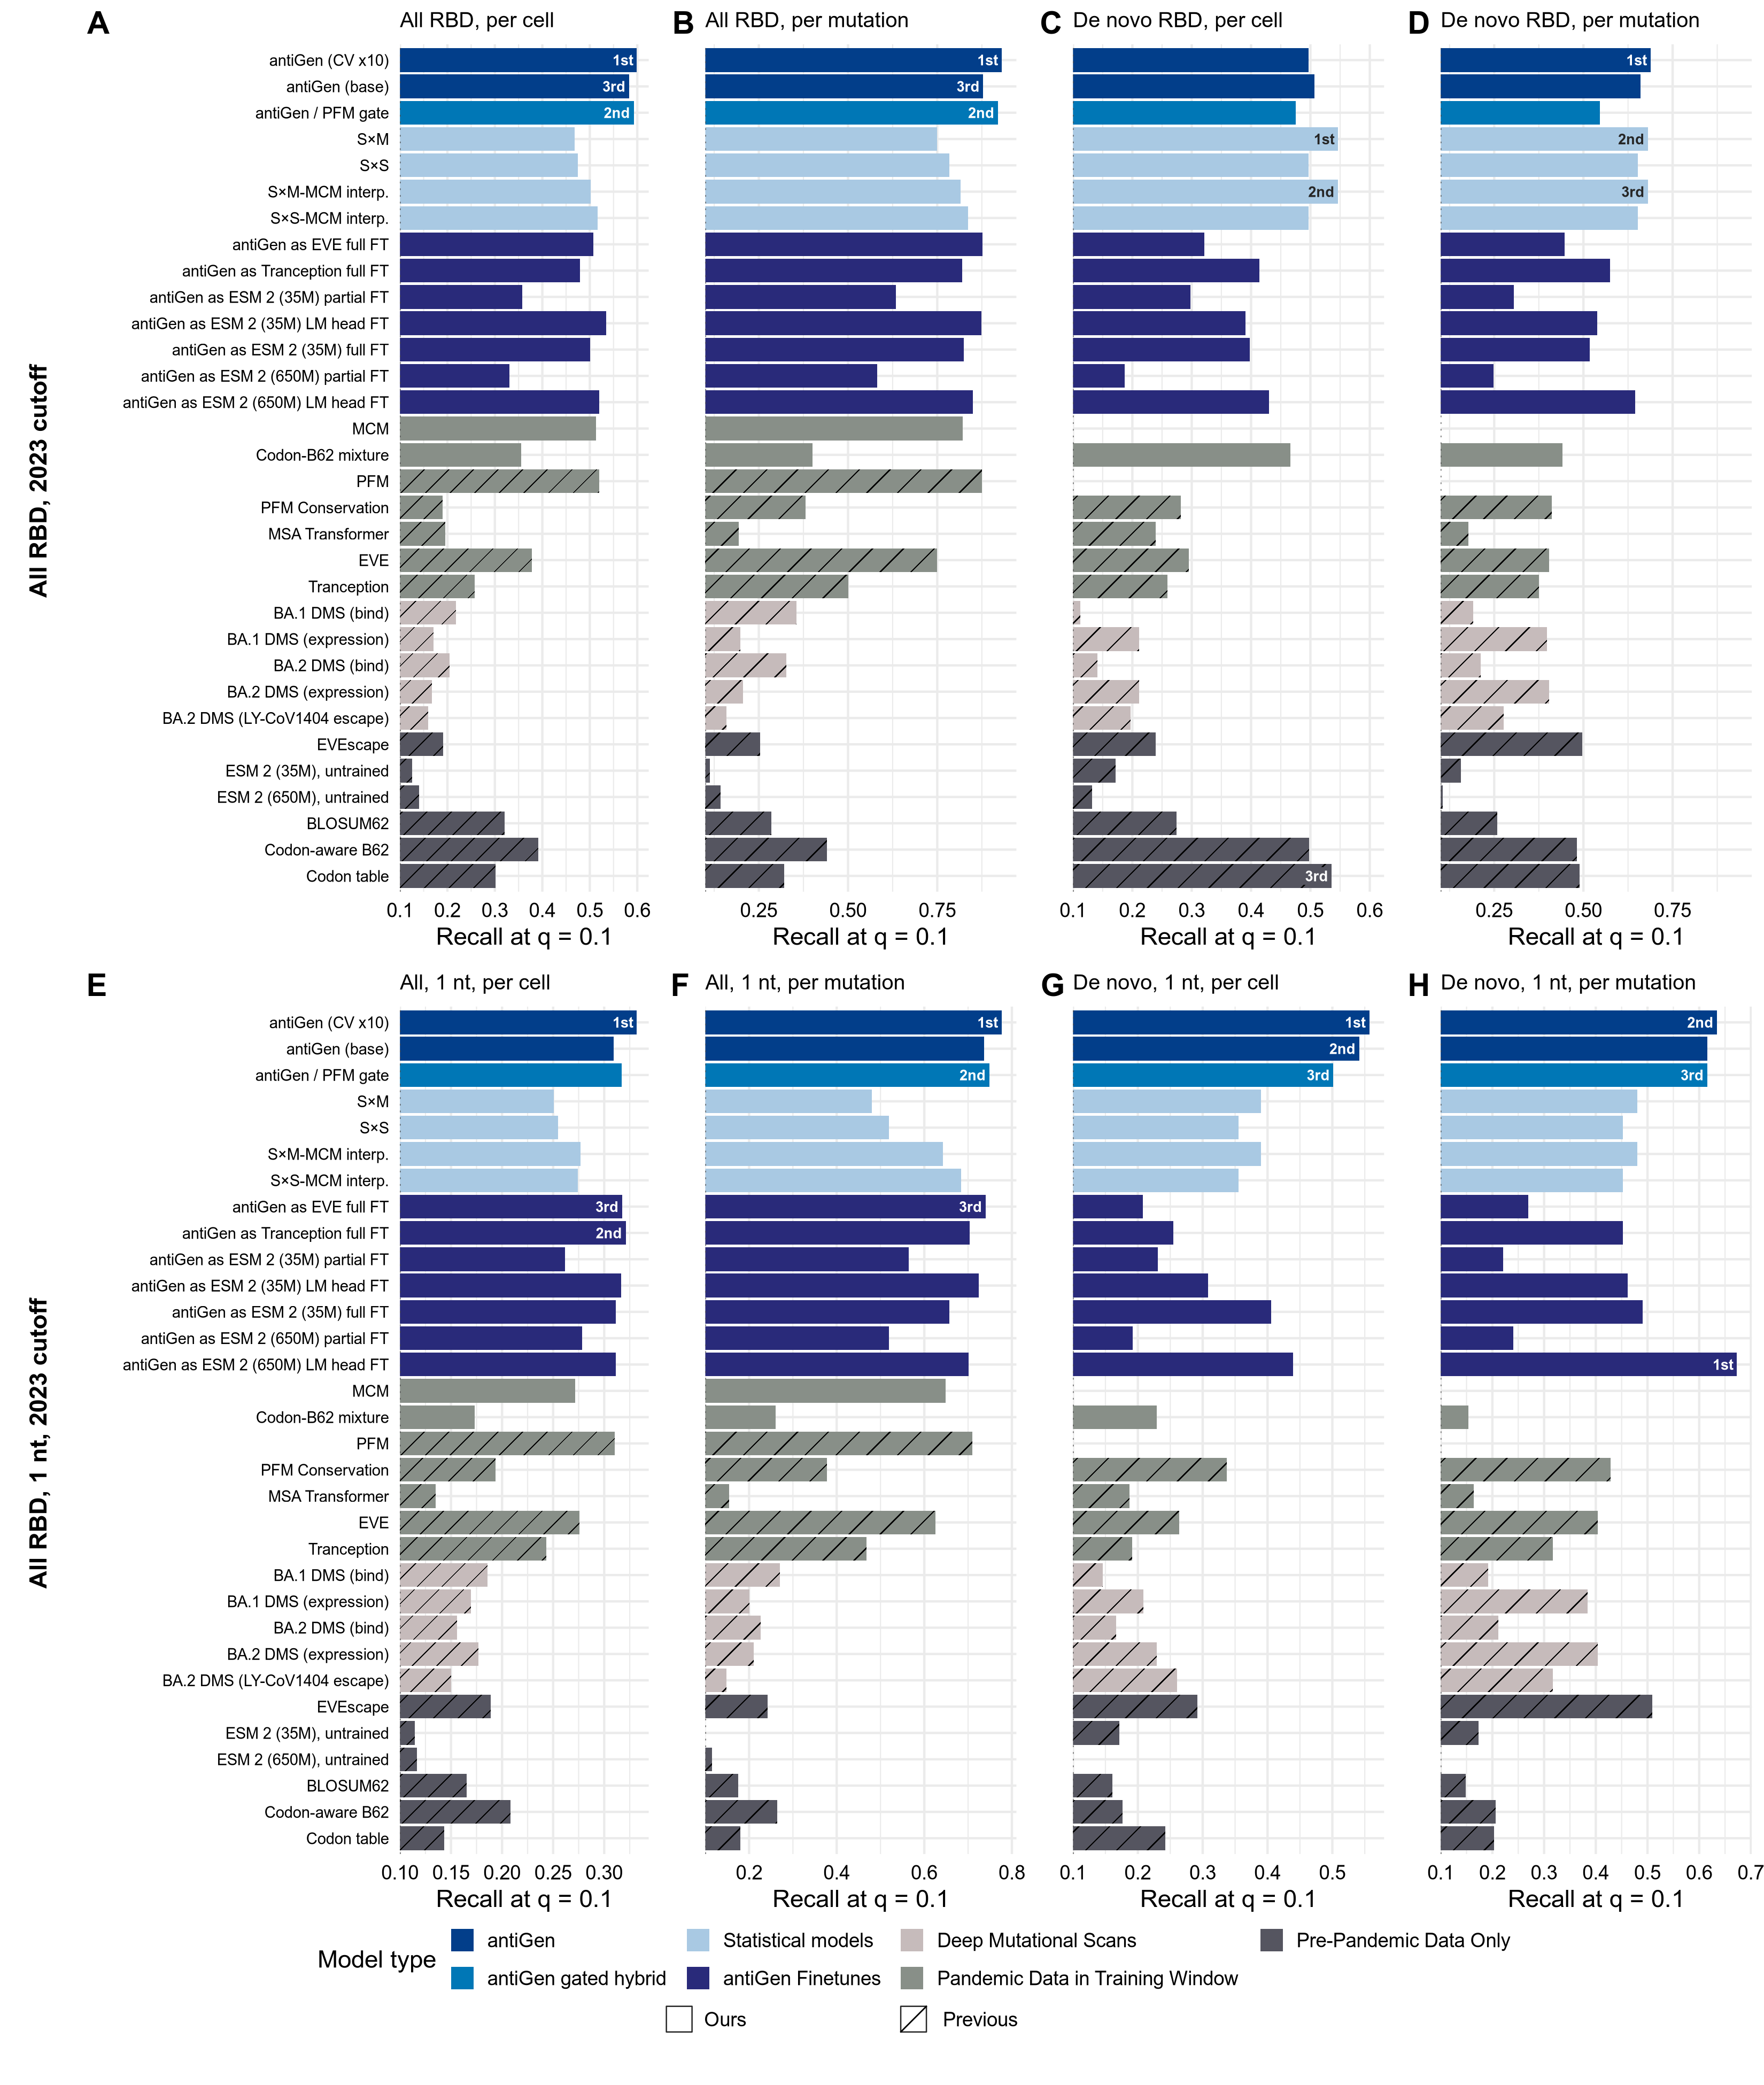 A All RBD, per cell
B All RBD, per mutation
C De novo RBD, per cell
D De novo RBD, per mutation
All RBD, 2023 cutoff
antiGen (CV x10) 1st 1st 1st
antiGen (base) 3rd 3rd
antiGen / PFM gate 2nd 2nd
S×M 1st 2nd
S×S
S×M-MCM interp. 2nd 3rd
S×S-MCM interp.
antiGen as EVE full FT
antiGen as Tranception full FT
antiGen as ESM 2 (35M) partial FT
antiGen as ESM 2 (35M) LM head FT
antiGen as ESM 2 (35M) full FT
antiGen as ESM 2 (650M) partial FT
antiGen as ESM 2 (650M) LM head FT
MCM
Codon-B62 mixture
PFM
PFM Conservation
MSA Transformer
EVE
Tranception
BA.1 DMS (bind)
BA.1 DMS (expression)
BA.2 DMS (bind)
BA.2 DMS (expression)
BA.2 DMS (LY-CoV1404 escape)
EVEscape
ESM 2 (35M), untrained
ESM 2 (650M), untrained
BLOSUM62
Codon-aware B62
Codon table 3rd
0.1 0.2 0.3 0.4 0.5 0.6 0.25 0.50 0.75 0.1 0.2 0.3 0.4 0.5 0.6 0.25 0.50 0.75
Recall at q = 0.1 Recall at q = 0.1 Recall at q = 0.1 Recall at q = 0.1
E All, 1 nt, per cell
F All, 1 nt, per mutation
G De novo, 1 nt, per cell
H De novo, 1 nt, per mutation
All RBD, 1 nt, 2023 cutoff
antiGen (CV x10) 1st 1st 1st 2nd
antiGen (base) 2nd
antiGen / PFM gate 2nd 3rd 3rd
S×M
S×S
S×M-MCM interp.
S×S-MCM interp.
antiGen as EVE full FT 3rd 3rd
antiGen as Tranception full FT 2nd
antiGen as ESM 2 (35M) partial FT
antiGen as ESM 2 (35M) LM head FT
antiGen as ESM 2 (35M) full FT
antiGen as ESM 2 (650M) partial FT
antiGen as ESM 2 (650M) LM head FT 1st
MCM
Codon-B62 mixture
PFM
PFM Conservation
MSA Transformer
EVE
Tranception
BA.1 DMS (bind)
BA.1 DMS (expression)
BA.2 DMS (bind)
BA.2 DMS (expression)
BA.2 DMS (LY-CoV1404 escape)
EVEscape
ESM 2 (35M), untrained
ESM 2 (650M), untrained
BLOSUM62
Codon-aware B62
Codon table
0.10 0.15 0.20 0.25 0.30 0.2 0.4 0.6 0.8 0.1 0.2 0.3 0.4 0.5 0.1 0.2 0.3 0.4 0.5 0.6 0.7
Recall at q = 0.1 Recall at q = 0.1 Recall at q = 0.1 Recall at q = 0.1
Model type
antiGen Statistical models Deep Mutational Scans Pre-Pandemic Data Only
antiGen gated hybrid antiGen Finetunes Pandemic Data in Training Window
Ours Previous